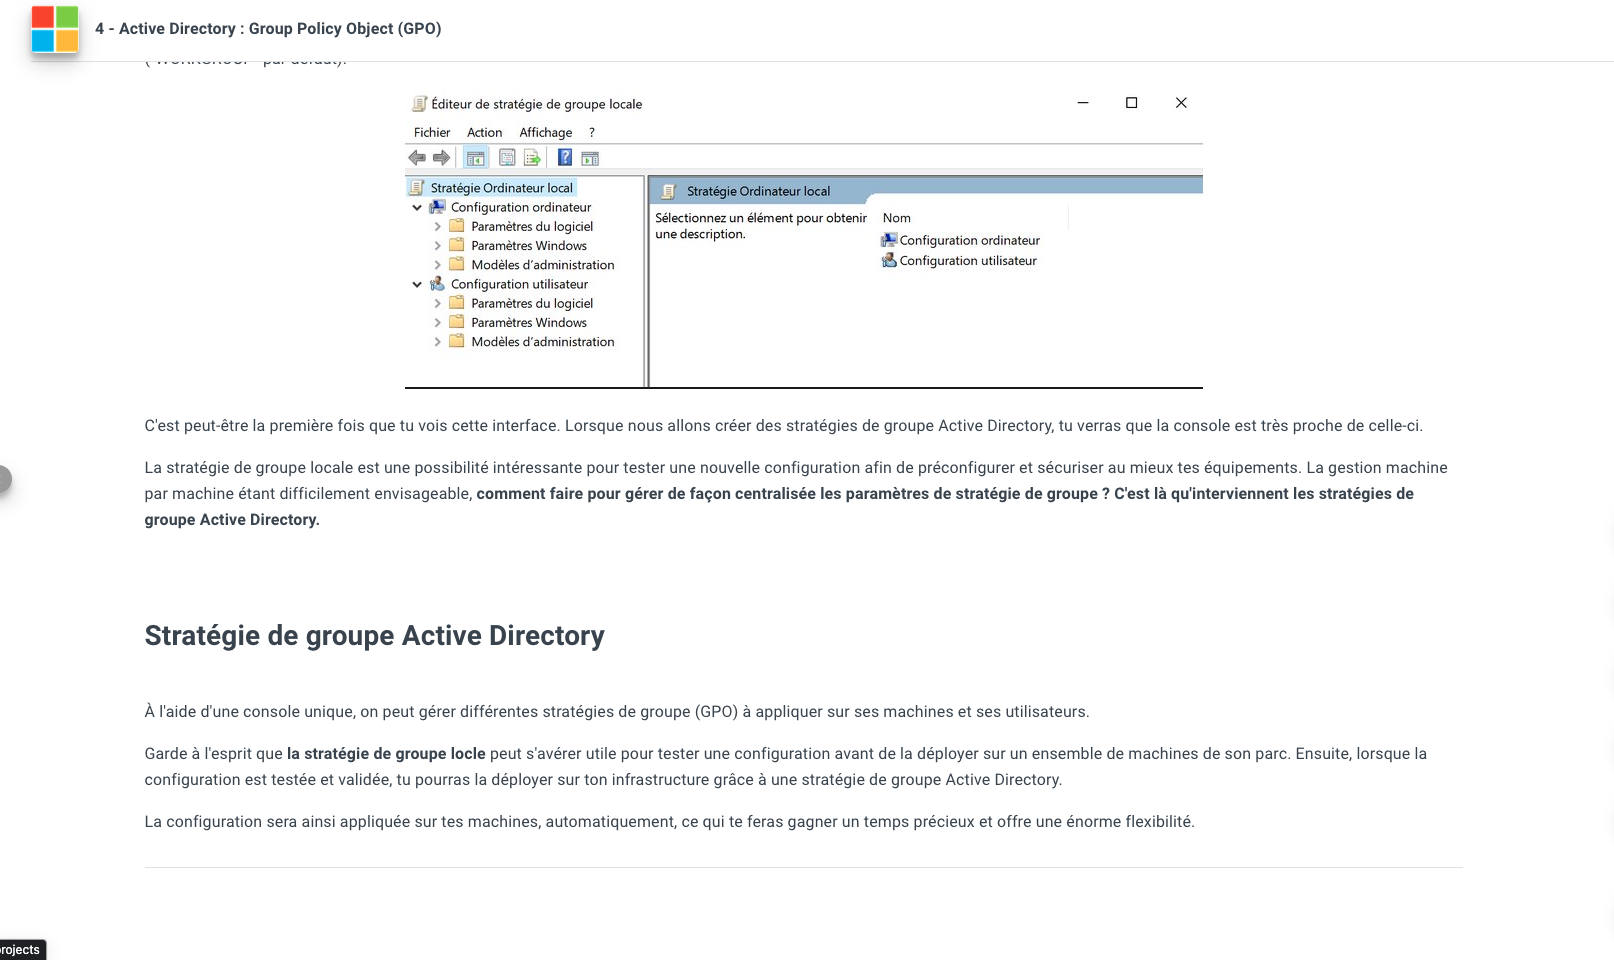 4 - Active Directory : Group Policy Object (GPO)
Éditeur de stratégie de groupe locale
Fichier Action Affichage ?
Stratégie Ordinateur local
Configuration ordinateur
Paramètres du logiciel
Paramètres Windows
Modèles d'administration
Configuration utilisateur
Paramètres du logiciel
Paramètres Windows
Modèles d'administration
Stratégie Ordinateur local
Sélectionnez un élément pour obtenir
une description.
Nom
Configuration ordinateur
Configuration utilisateur
C'est peut-être la première fois que tu vois cette interface. Lorsque nous allons créer des stratégies de groupe Active Directory, tu verras que la console est très proche de celle-ci.
La stratégie de groupe locale est une possibilité intéressante pour tester une nouvelle configuration afin de préconfigurer et sécuriser au mieux tes équipements. La gestion machine
par machine étant difficilement envisageable, comment faire pour gérer de façon centralisée les paramètres de stratégie de groupe ? C'est là qu'interviennent les stratégies de
groupe Active Directory.
Stratégie de groupe Active Directory
À l'aide d'une console unique, on peut gérer différentes stratégies de groupe (GPO) à appliquer sur ses machines et ses utilisateurs.
Garde à l'esprit que la stratégie de groupe locle peut s'avérer utile pour tester une configuration avant de la déployer sur un ensemble de machines de son parc. Ensuite, lorsque la
configuration est testée et validée, tu pourras la déployer sur ton infrastructure grâce à une stratégie de groupe Active Directory.
La configuration sera ainsi appliquée sur tes machines, automatiquement, ce qui te feras gagner un temps précieux et offre une énorme flexibilité.
rojects